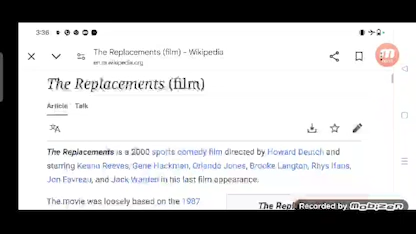 3:36
The Replacements (film) – Wikipedia
en.m.wikipedia.org
The Replacements (film)
Article Talk
The Replacements is a 2000 sports comedy film directed by Howard Deutch and
starring Keanu Reeves, Gene Hackman, Orlando Jones, Brooke Langton, Rhys Ifans,
Jon Favreau, and Jack Warden in his last film appearance.
The movie was loosely based on the 1987
The Repl
Recorded by Mobizen